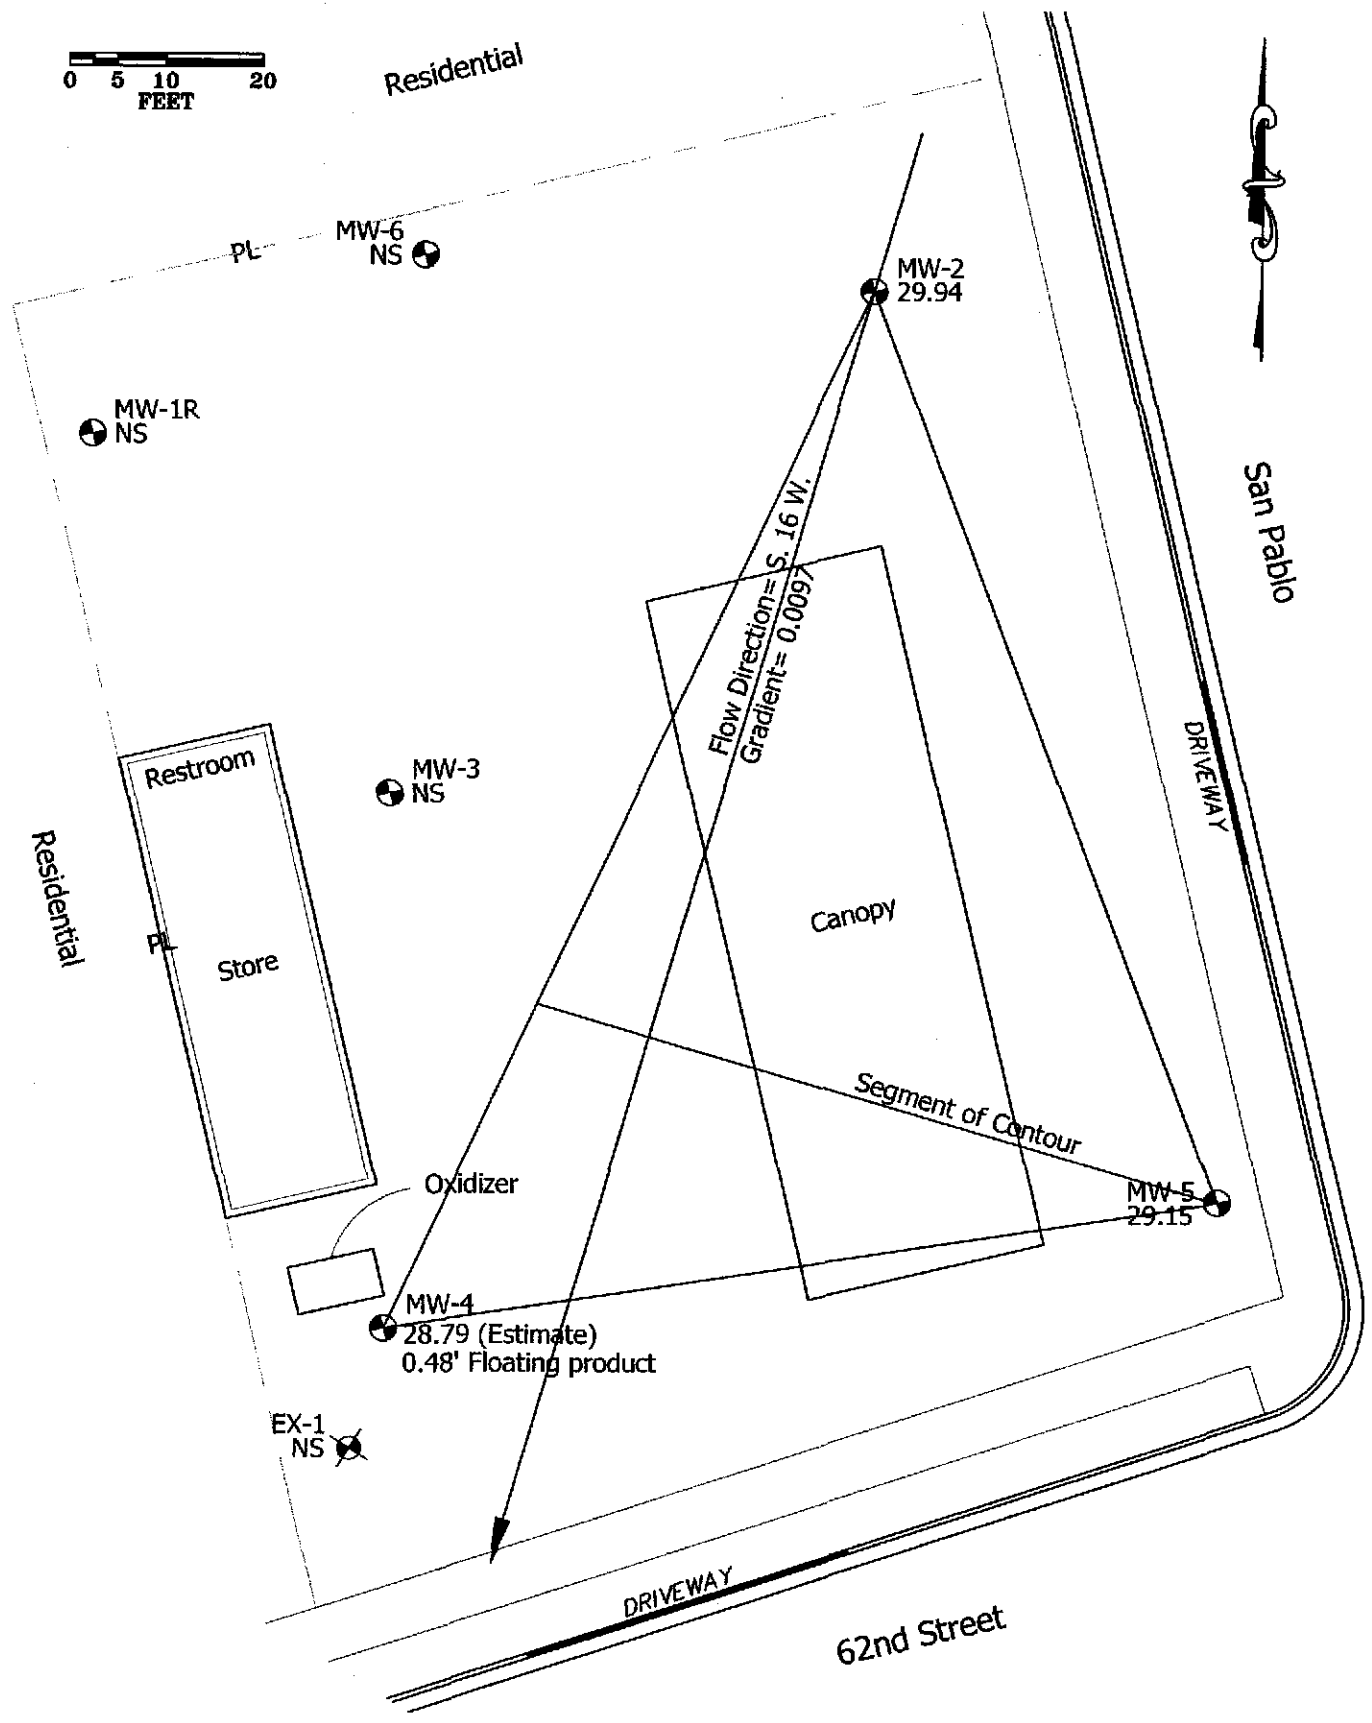 0 5 10 20
FEET
Residential
MW-6
NS
PL
MW-2
29.94
MW-1R
NS
San Pablo
Flow Direction= S. 16 W.
Gradient= 0.0097
DRIVEWAY
Restroom
MW-3
NS
Residential
PL
Store
Canopy
Segment of Contour
Oxidizer
MW-5
29.15
MW-4
28.79 (Estimate)
0.48' Floating product
EX-1
NS
DRIVEWAY
62nd Street